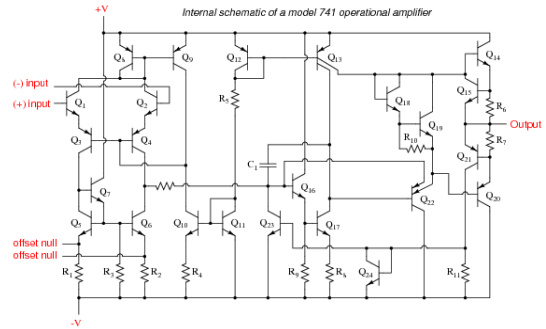 Internal schematic of a model 741 operational amplifier
+V
Q8 Q9 Q12 Q13 Q14
(-) input
(+) input
Q1 Q2 R5 Q18 Q15 R6
Q3 Q4 Q19 Output
R10 R7
C1 Q21
Q7 Q16 Q22 Q20
Q5 Q6 Q10 Q11 Q23 Q17
offset null
offset null
R1 R3 R2 R4 R9 R8 Q24 R11
-V